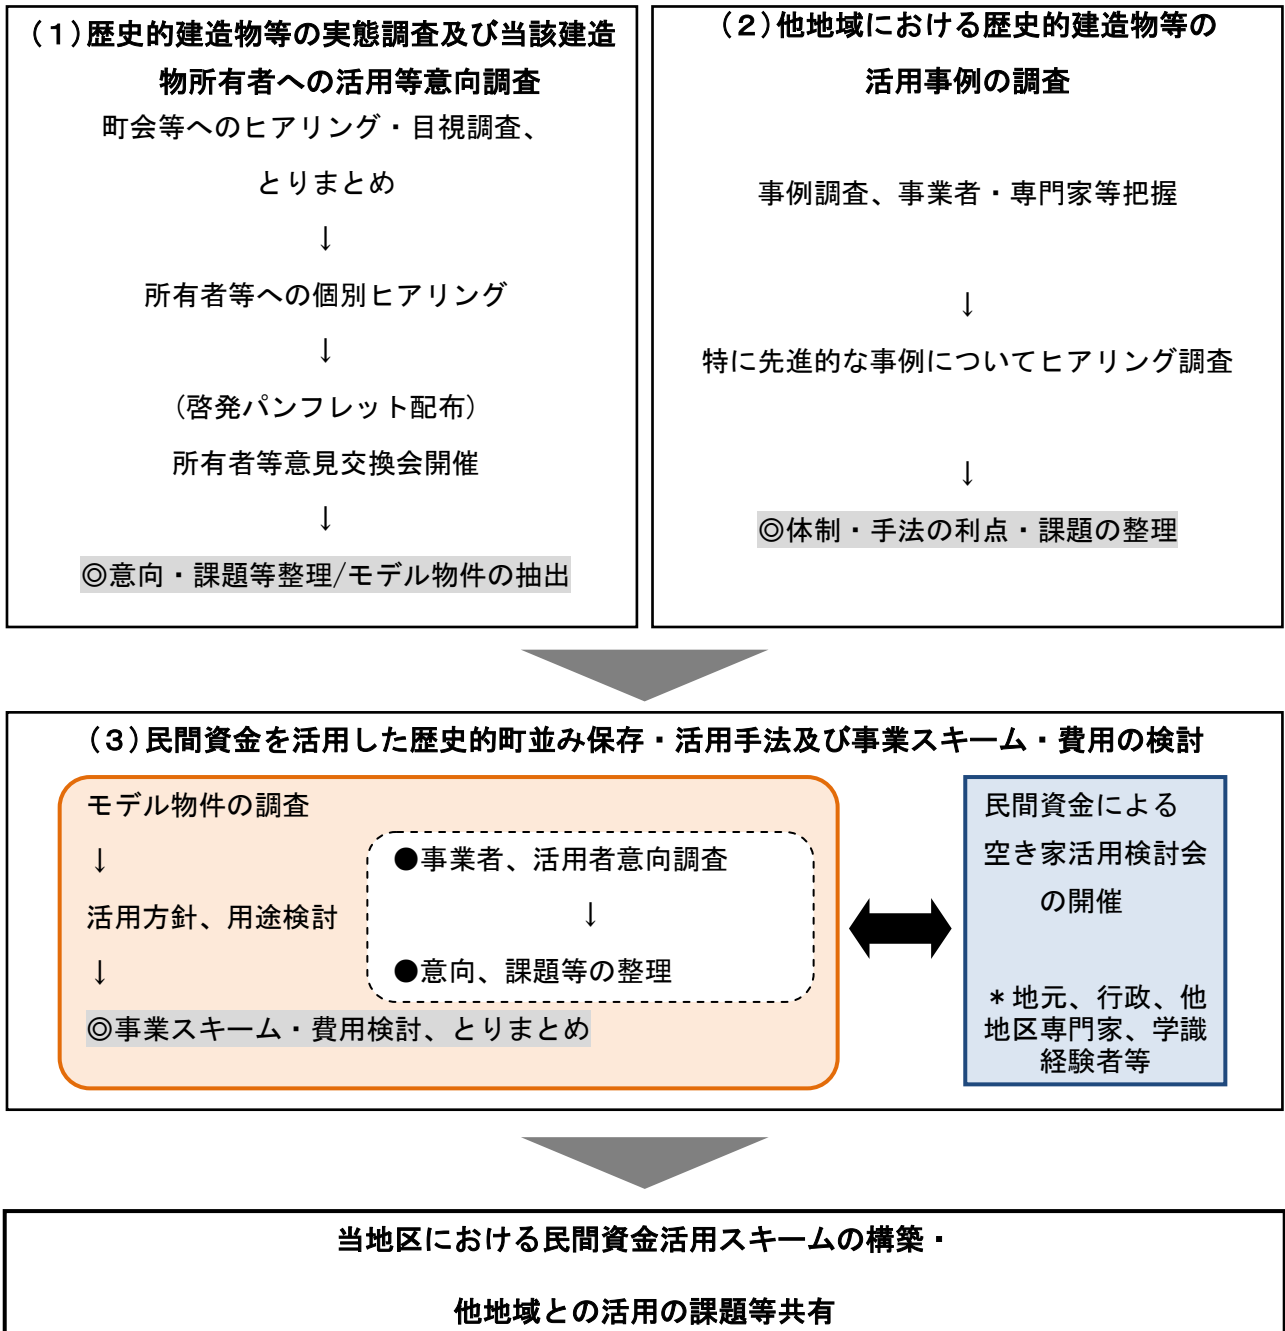 (1)歴史的建造物等の実態調査及び当該建造
物所有者への活用等意向調査
町会等へのヒアリング・目視調査、
とりまとめ
↓
所有者等への個別ヒアリング
↓
(啓発パンフレット配布)
所有者等意見交換会開催
↓
◎意向・課題等整理/モデル物件の抽出
(2)他地域における歴史的建造物等の
活用事例の調査
事例調査、事業者・専門家等把握
↓
特に先進的な事例についてヒアリング調査
↓
◎体制・手法の利点・課題の整理
(3)民間資金を活用した歴史的町並み保存・活用手法及び事業スキーム・費用の検討
モデル物件の調査
↓
活用方針、用途検討
↓
◎事業スキーム・費用検討、とりまとめ
●事業者、活用者意向調査
↓
●意向、課題等の整理
民間資金による
空き家活用検討会
の開催
*地元、行政、他
地区専門家、学識
経験者等
当地区における民間資金活用スキームの構築・
他地域との活用の課題等共有